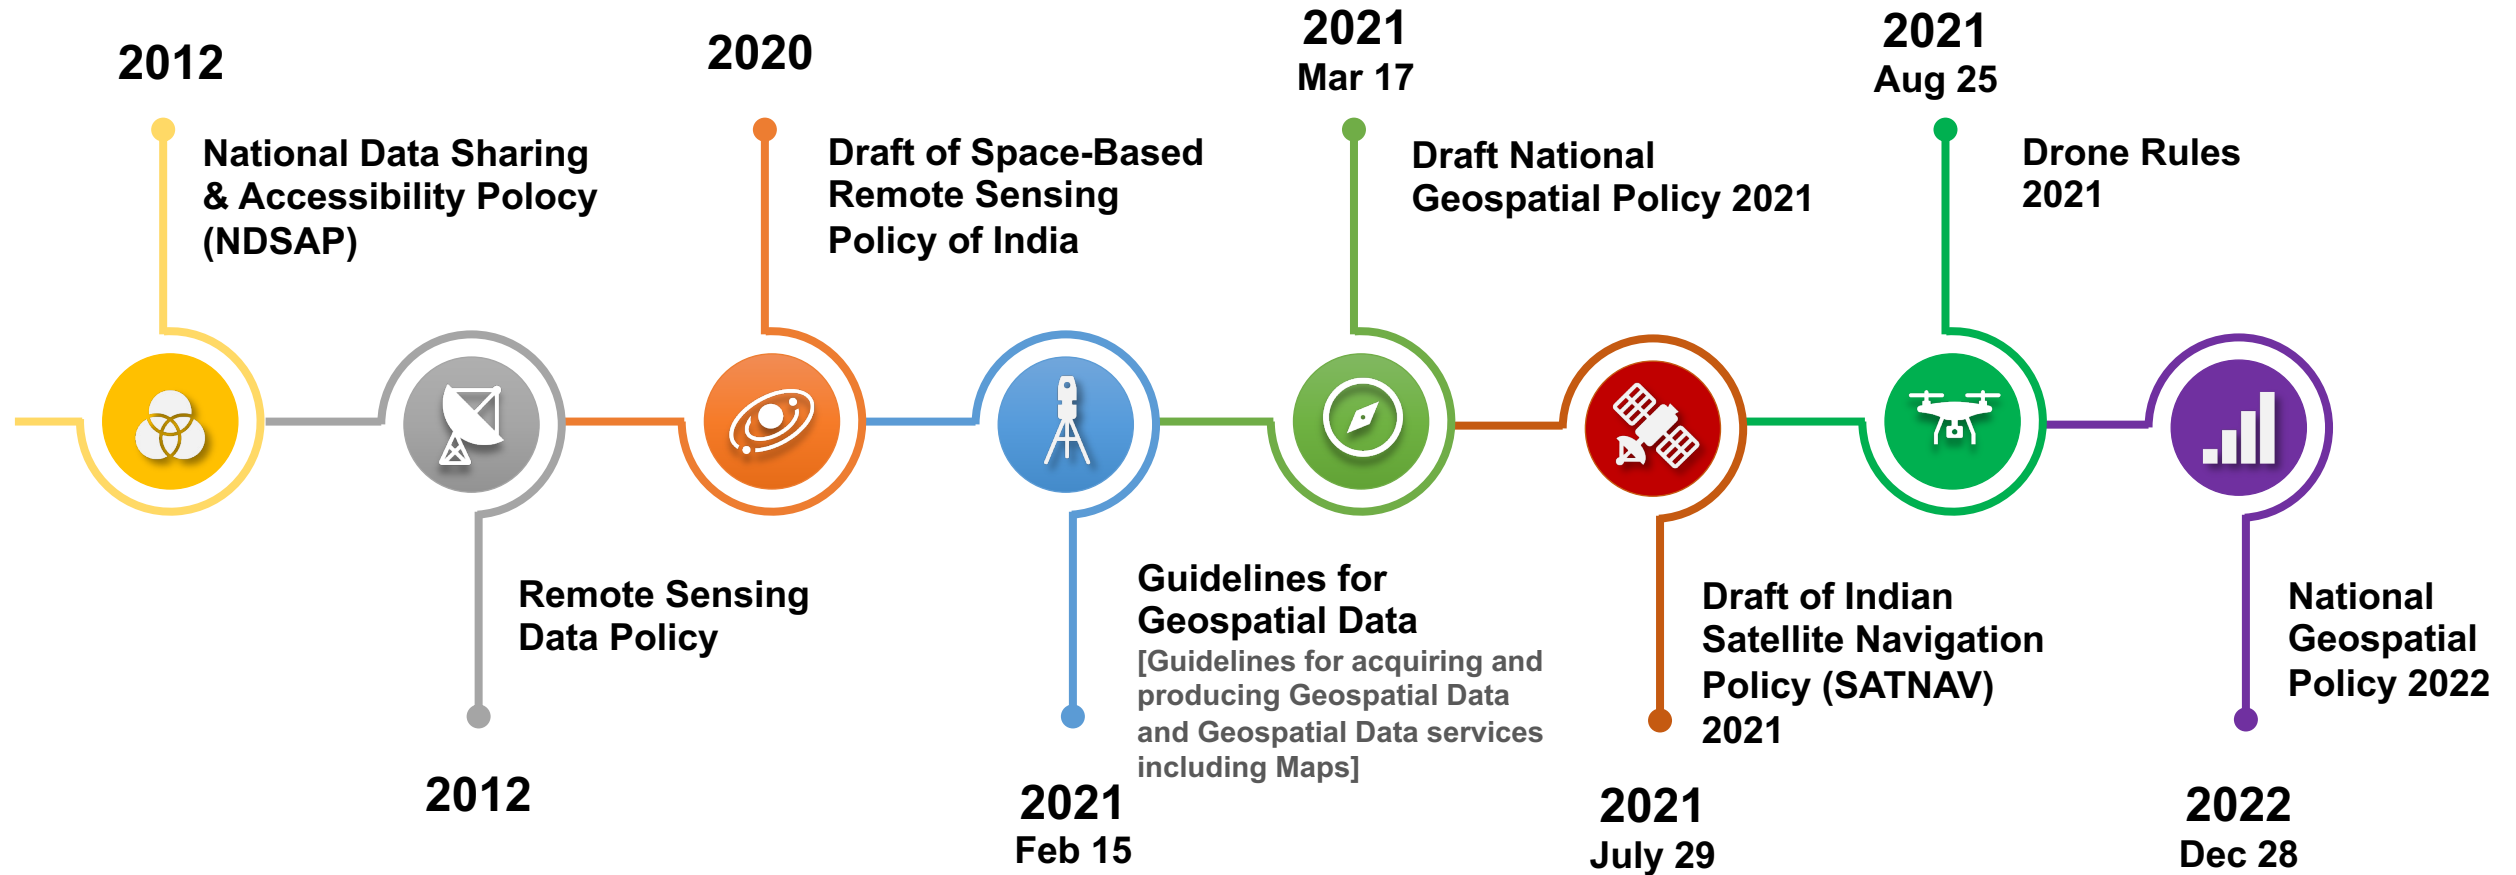 2012
National Data Sharing
& Accessibility Polocy
(NDSAP)
Remote Sensing
Data Policy
2012
2020
Draft of Space-Based
Remote Sensing
Policy of India
Guidelines for
Geospatial Data
[Guidelines for acquiring and
producing Geospatial Data
and Geospatial Data services
including Maps]
2021
Feb 15
2021
Mar 17
Draft National
Geospatial Policy 2021
Draft of Indian
Satellite Navigation
Policy (SATNAV)
2021
2021
July 29
2021
Aug 25
Drone Rules
2021
National
Geospatial
Policy 2022
2022
Dec 28